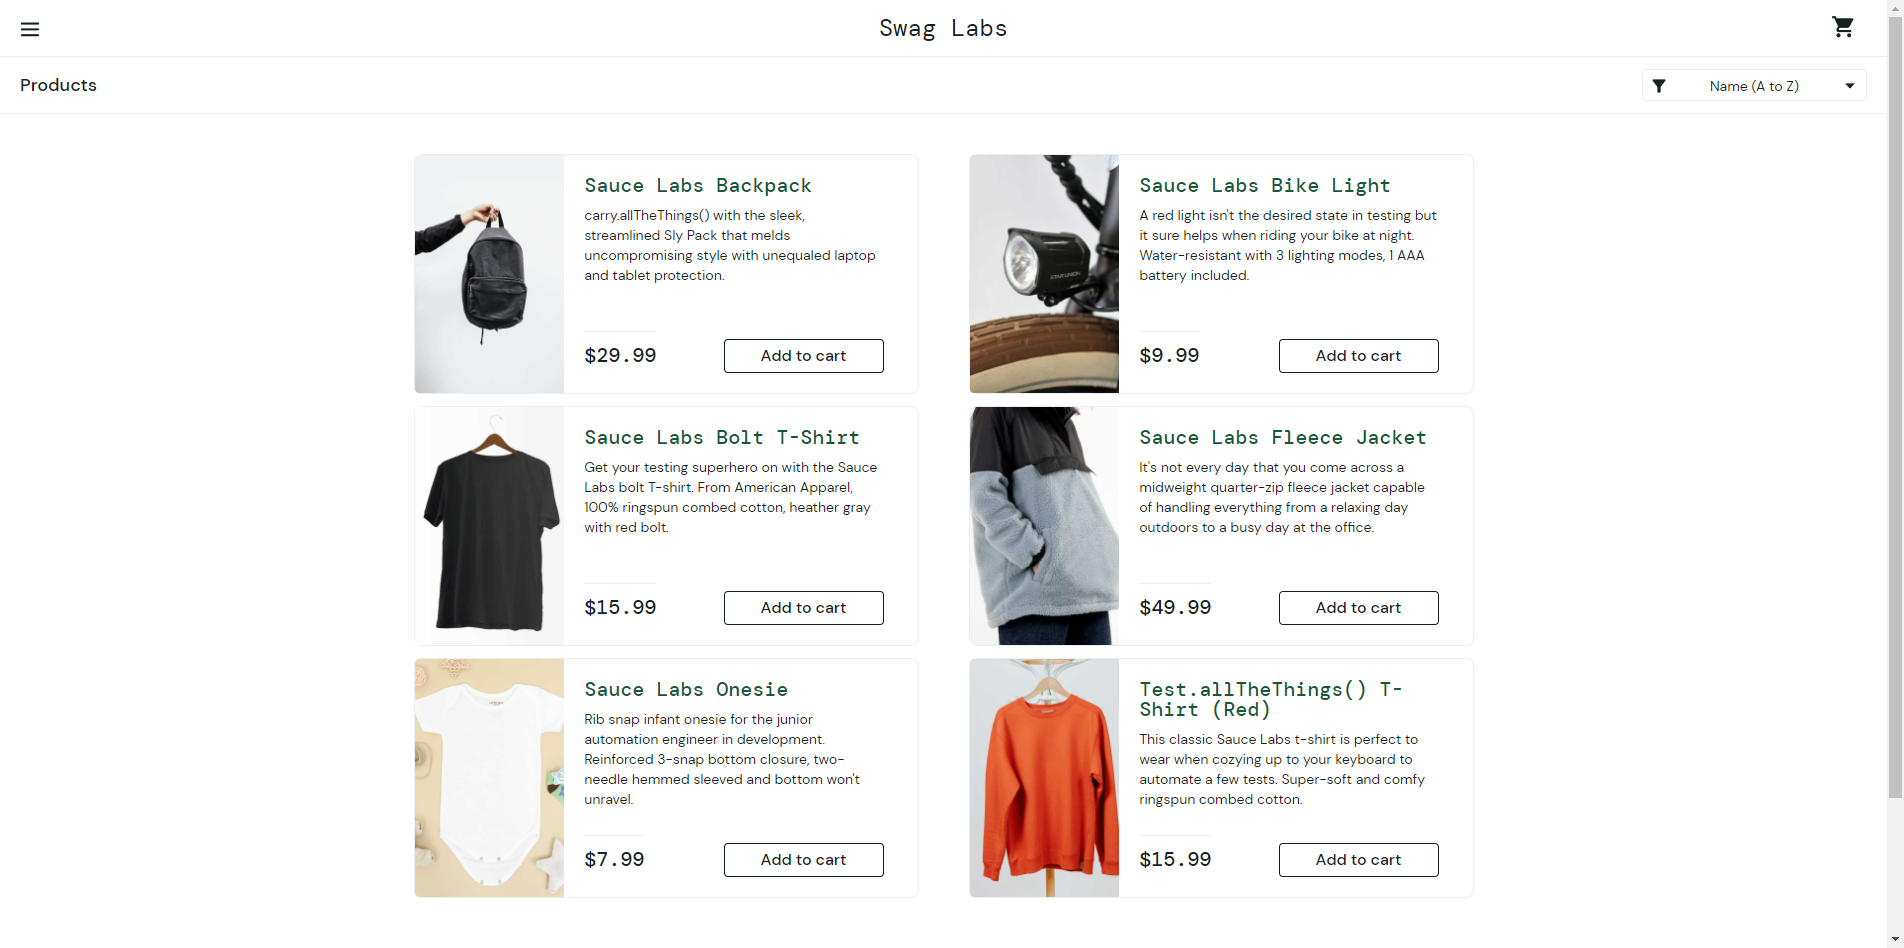 Swag Labs
Products
Name (A to Z)
Sauce Labs Backpack
carry.allTheThings() with the sleek,
streamlined Sly Pack that melds
uncompromising style with unequaled laptop
and tablet protection.
$29.99
Add to cart
Sauce Labs Bike Light
A red light isn't the desired state in testing but
it sure helps when riding your bike at night.
Water-resistant with 3 lighting modes, 1 AAA
battery included.
$9.99
Add to cart
STAR UNION
Sauce Labs Bolt T-Shirt
Get your testing superhero on with the Sauce
Labs bolt T-shirt. From American Apparel,
100% ringspun combed cotton, heather gray
with red bolt.
$15.99
Add to cart
Sauce Labs Fleece Jacket
It's not every day that you come across a
midweight quarter-zip fleece jacket capable
of handling everything from a relaxing day
outdoors to a busy day at the office.
$49.99
Add to cart
Sauce Labs Onesie
Rib snap infant onesie for the junior
automation engineer in development.
Reinforced 3-snap bottom closure, two-
needle hemmed sleeved and bottom won't
unravel.
$7.99
Add to cart
Test.allTheThings() T-
Shirt (Red)
This classic Sauce Labs t-shirt is perfect to
wear when cozying up to your keyboard to
automate a few tests. Super-soft and comfy
ringspun combed cotton.
$15.99
Add to cart